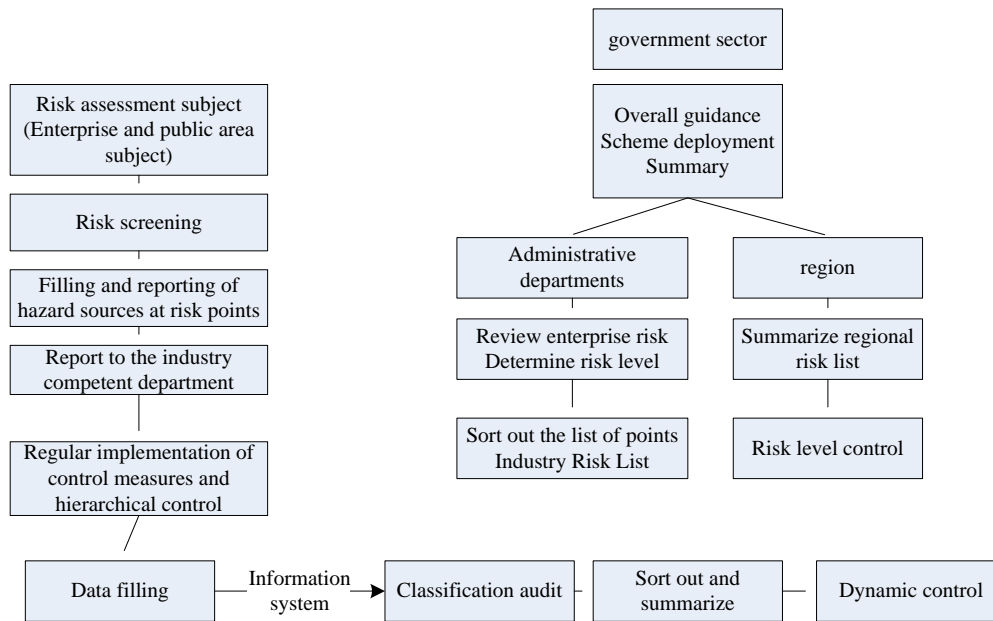 government sector
Risk assessment subject
(Enterprise and public area
subject)
Overall guidance
Scheme deployment
Summary
Risk screening
Administrative
departments
region
Filling and reporting of
hazard sources at risk points
Review enterprise risk
Determine risk level
Summarize regional
risk list
Report to the industry
competent department
Sort out the list of points
Industry Risk List
Risk level control
Regular implementation of
control measures and
hierarchical control
Data filling
Information
system
Classification audit
Sort out and
summarize
Dynamic control